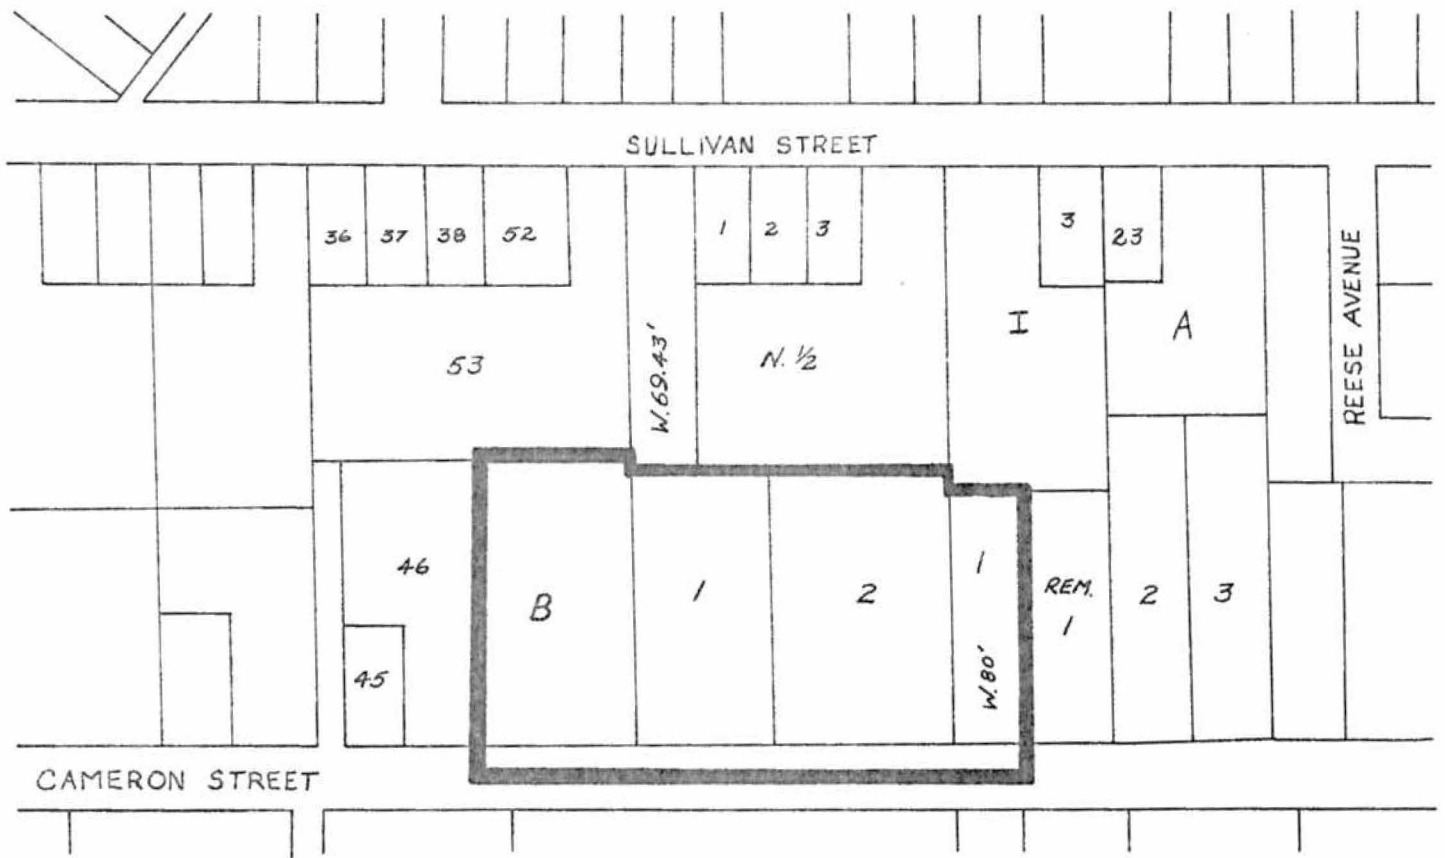 SULLIVAN STREET
36
37
38
52
1
2
3
3
23
REESE AVENUE
53
W. 69.43'
N. ½
I
A
46
B
1
2
1
W. 80'
REM.
1
2
3
45
CAMERON STREET